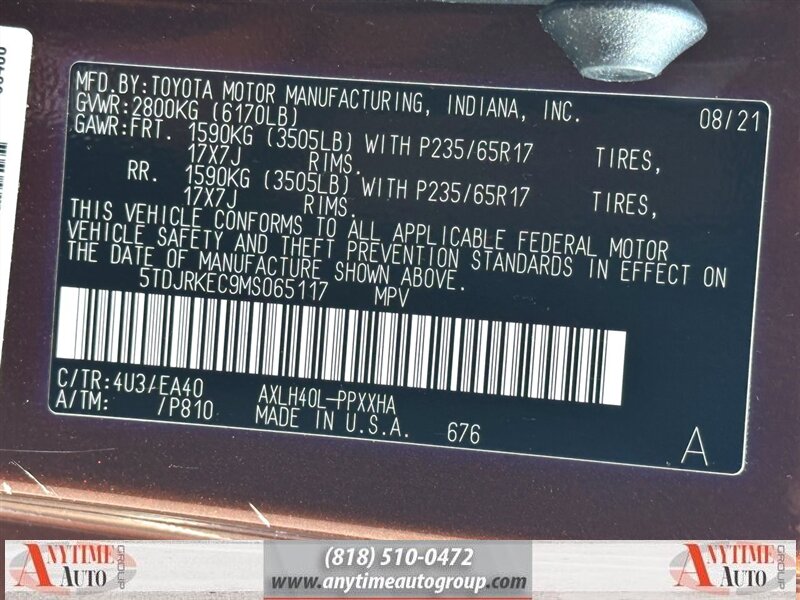 MFD.BY:TOYOTA MOTOR MANUFACTURING, INDIANA, INC. 08/21
GVWR:2800KG (6170LB)
GAWR:FRT. 1590KG (3505LB) WITH P235/65R17 TIRES,
17X7J RIMS.
RR. 1590KG (3505LB) WITH P235/65R17 TIRES,
17X7J RIMS.
THIS VEHICLE CONFORMS TO ALL APPLICABLE FEDERAL MOTOR
VEHICLE SAFETY AND THEFT PREVENTION STANDARDS IN EFFECT ON
THE DATE OF MANUFACTURE SHOWN ABOVE.
5TDJRKEC9MS065117 MPV
C/TR:4U3/EA40 AXLH40L-PPXXHA
A/TM: /P810 MADE IN U.S.A. 676 A
ANYTIME AUTO GROUP
(818) 510-0472
www.anytimeautogroup.com
ANYTIME AUTO GROUP